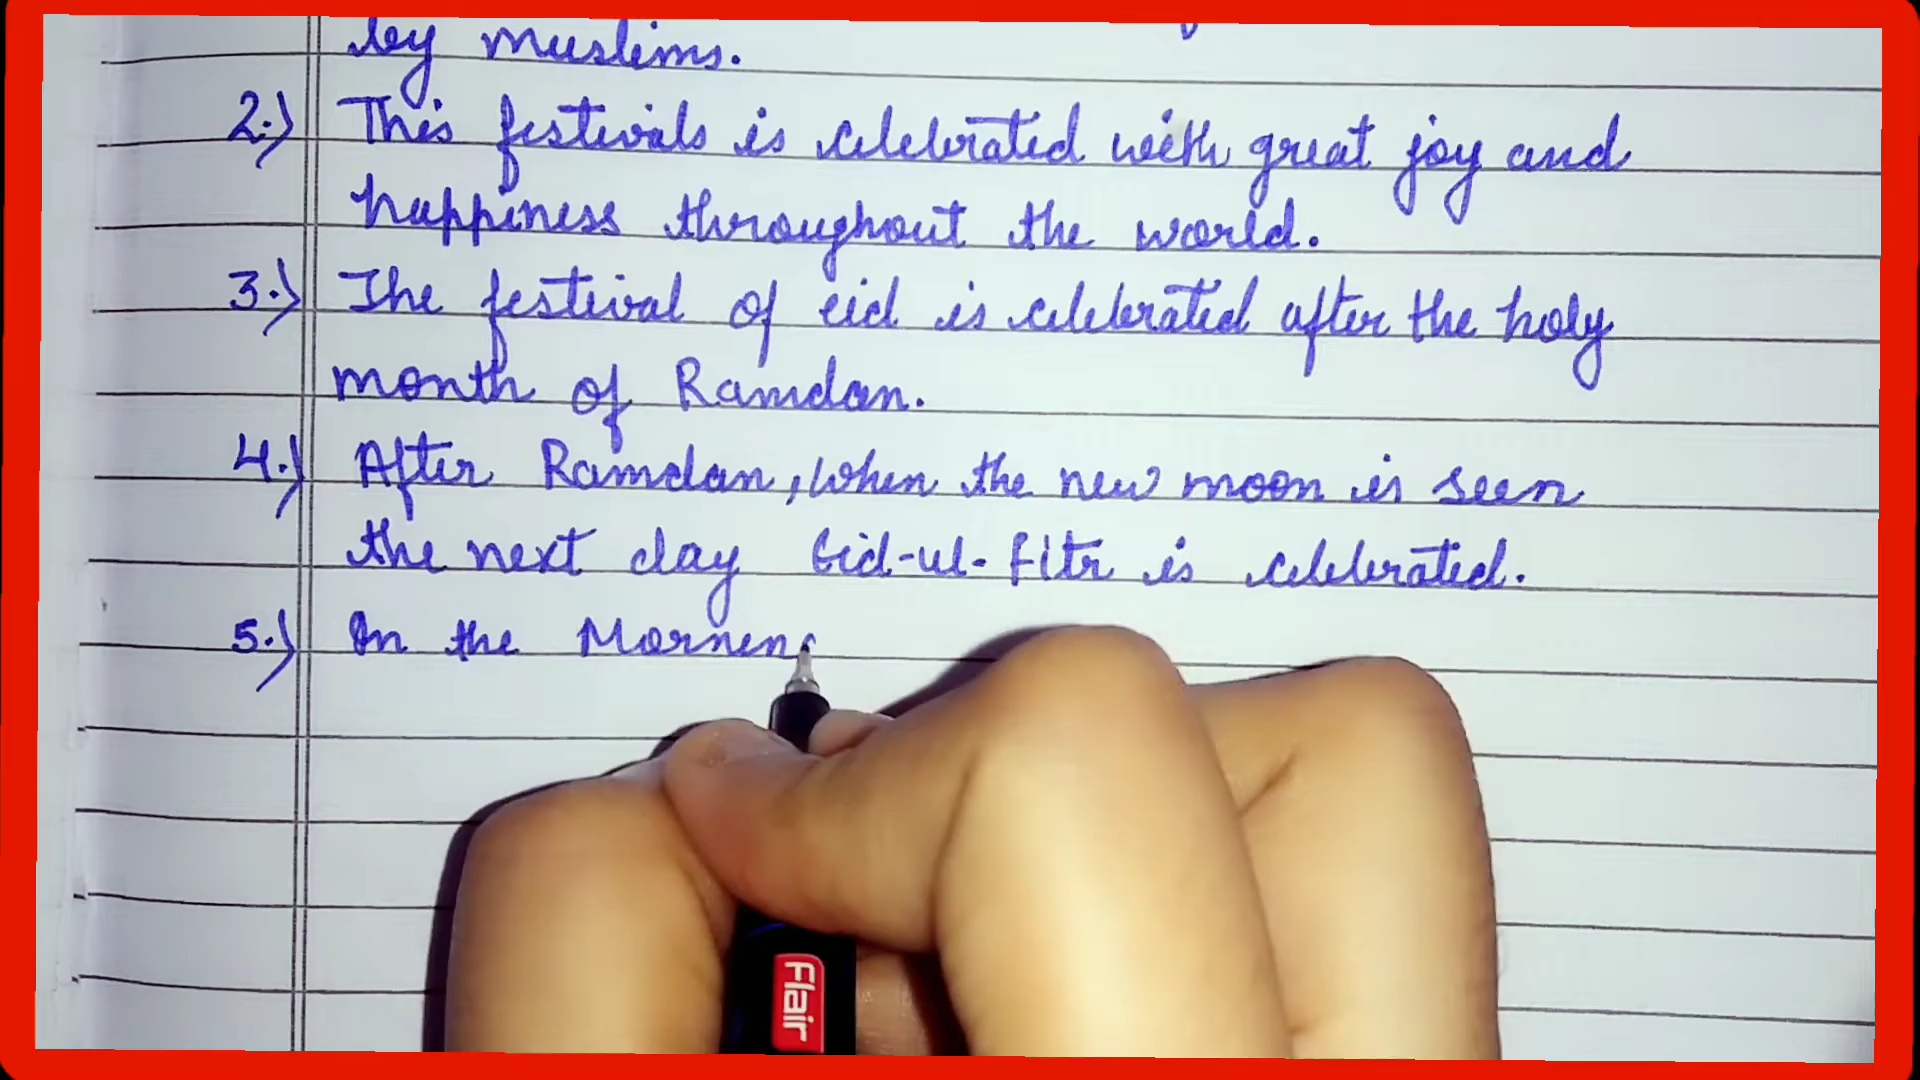 by muslims.
2.) This festivals is celebrated with great joy and
happiness throughout the world.
3.) The festival of eid is celebrated after the holy
month of Ramdan.
4.) After Ramdan, when the new moon is seen
the next day Eid-ul-Fitr is celebrated.
5.) In the Mornin
Flair